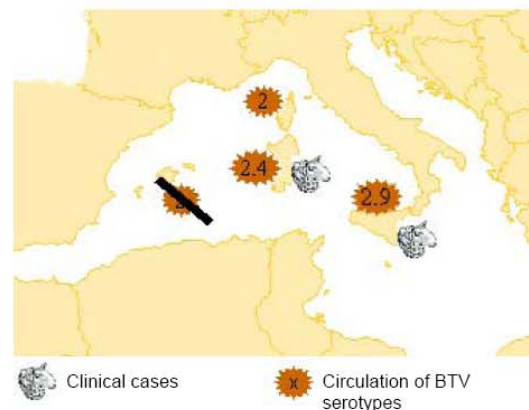 2
2.4
2.9
Clinical cases
x
Circulation of BTV
serotypes